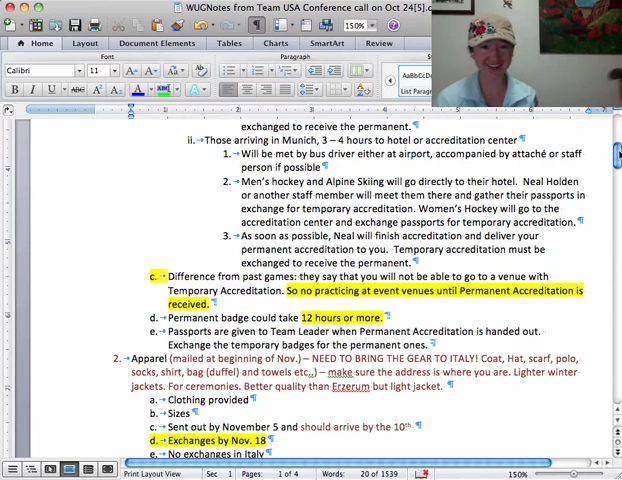 WUGNotes from Team USA Conference call on Oct 24[5].
150%
Home Layout Document Elements Tables Charts SmartArt Review
Font Paragraph
Calibri 11 A A Aa AaBbCcDc
B I U ABC A ABC A List Paragraph
1 2 3 7
exchanged to receive the permanent.¶
ii. Those arriving in Munich, 3 – 4 hours to hotel or accreditation center¶
1. Will be met by bus driver either at airport, accompanied by attaché or staff
person if possible¶
2. Men's hockey and Alpine Skiing will go directly to their hotel. Neal Holden
or another staff member will meet them there and gather their passports in
exchange for temporary accreditation. Women's Hockey will go to the
accreditation center and exchange passports for temporary accreditation.¶
3. As soon as possible, Neal will finish accreditation and deliver your
permanent accreditation to you. Temporary accreditation must be
exchanged to receive the permanent.¶
c. Difference from past games: they say that you will not be able to go to a venue with
Temporary Accreditation. So no practicing at event venues until Permanent Accreditation is
received.¶
d. Permanent badge could take 12 hours or more.¶
e. Passports are given to Team Leader when Permanent Accreditation is handed out.
Exchange the temporary badges for the permanent ones.¶
2. Apparel (mailed at beginning of Nov.) – NEED TO BRING THE GEAR TO ITALY! Coat, Hat, scarf, polo,
socks, shirt, bag (duffel) and towels etc..) – make sure the address is where you are. Lighter winter
jackets. For ceremonies. Better quality than Erzerum but light jacket.¶
a. Clothing provided¶
b. Sizes¶
c. Sent out by November 5 and should arrive by the 10th ¶
d. Exchanges by Nov. 18¶
e. No exchanges in Italy¶
Print Layout View Sec 1 Pages: 1 of 4 Words: 20 of 1539 150%